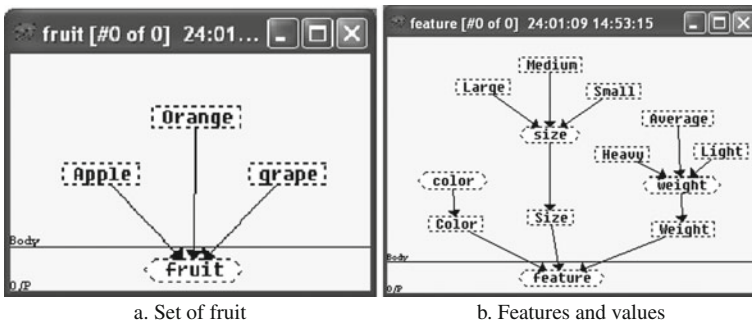 fruit [#0 of 0] 24:01...
Orange
Apple
grape
Body
fruit
O/P
a. Set of fruit
feature [#0 of 0] 24:01:09 14:53:15
Medium
Large
Small
size
Average
Heavy
Light
color
weight
Color
Size
Weight
Body
feature
O/P
b. Features and values